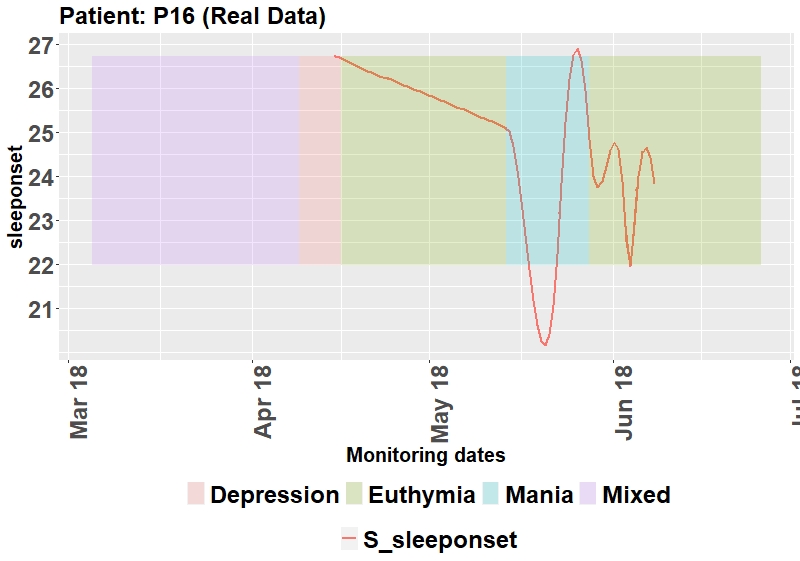 Patient: P16 (Real Data)
27
26
25
24
23
22
21
sleeponset
Mar 18
Apr 18
May 18
Jun 18
Monitoring dates
Depression Euthymia Mania Mixed
S_sleeponset